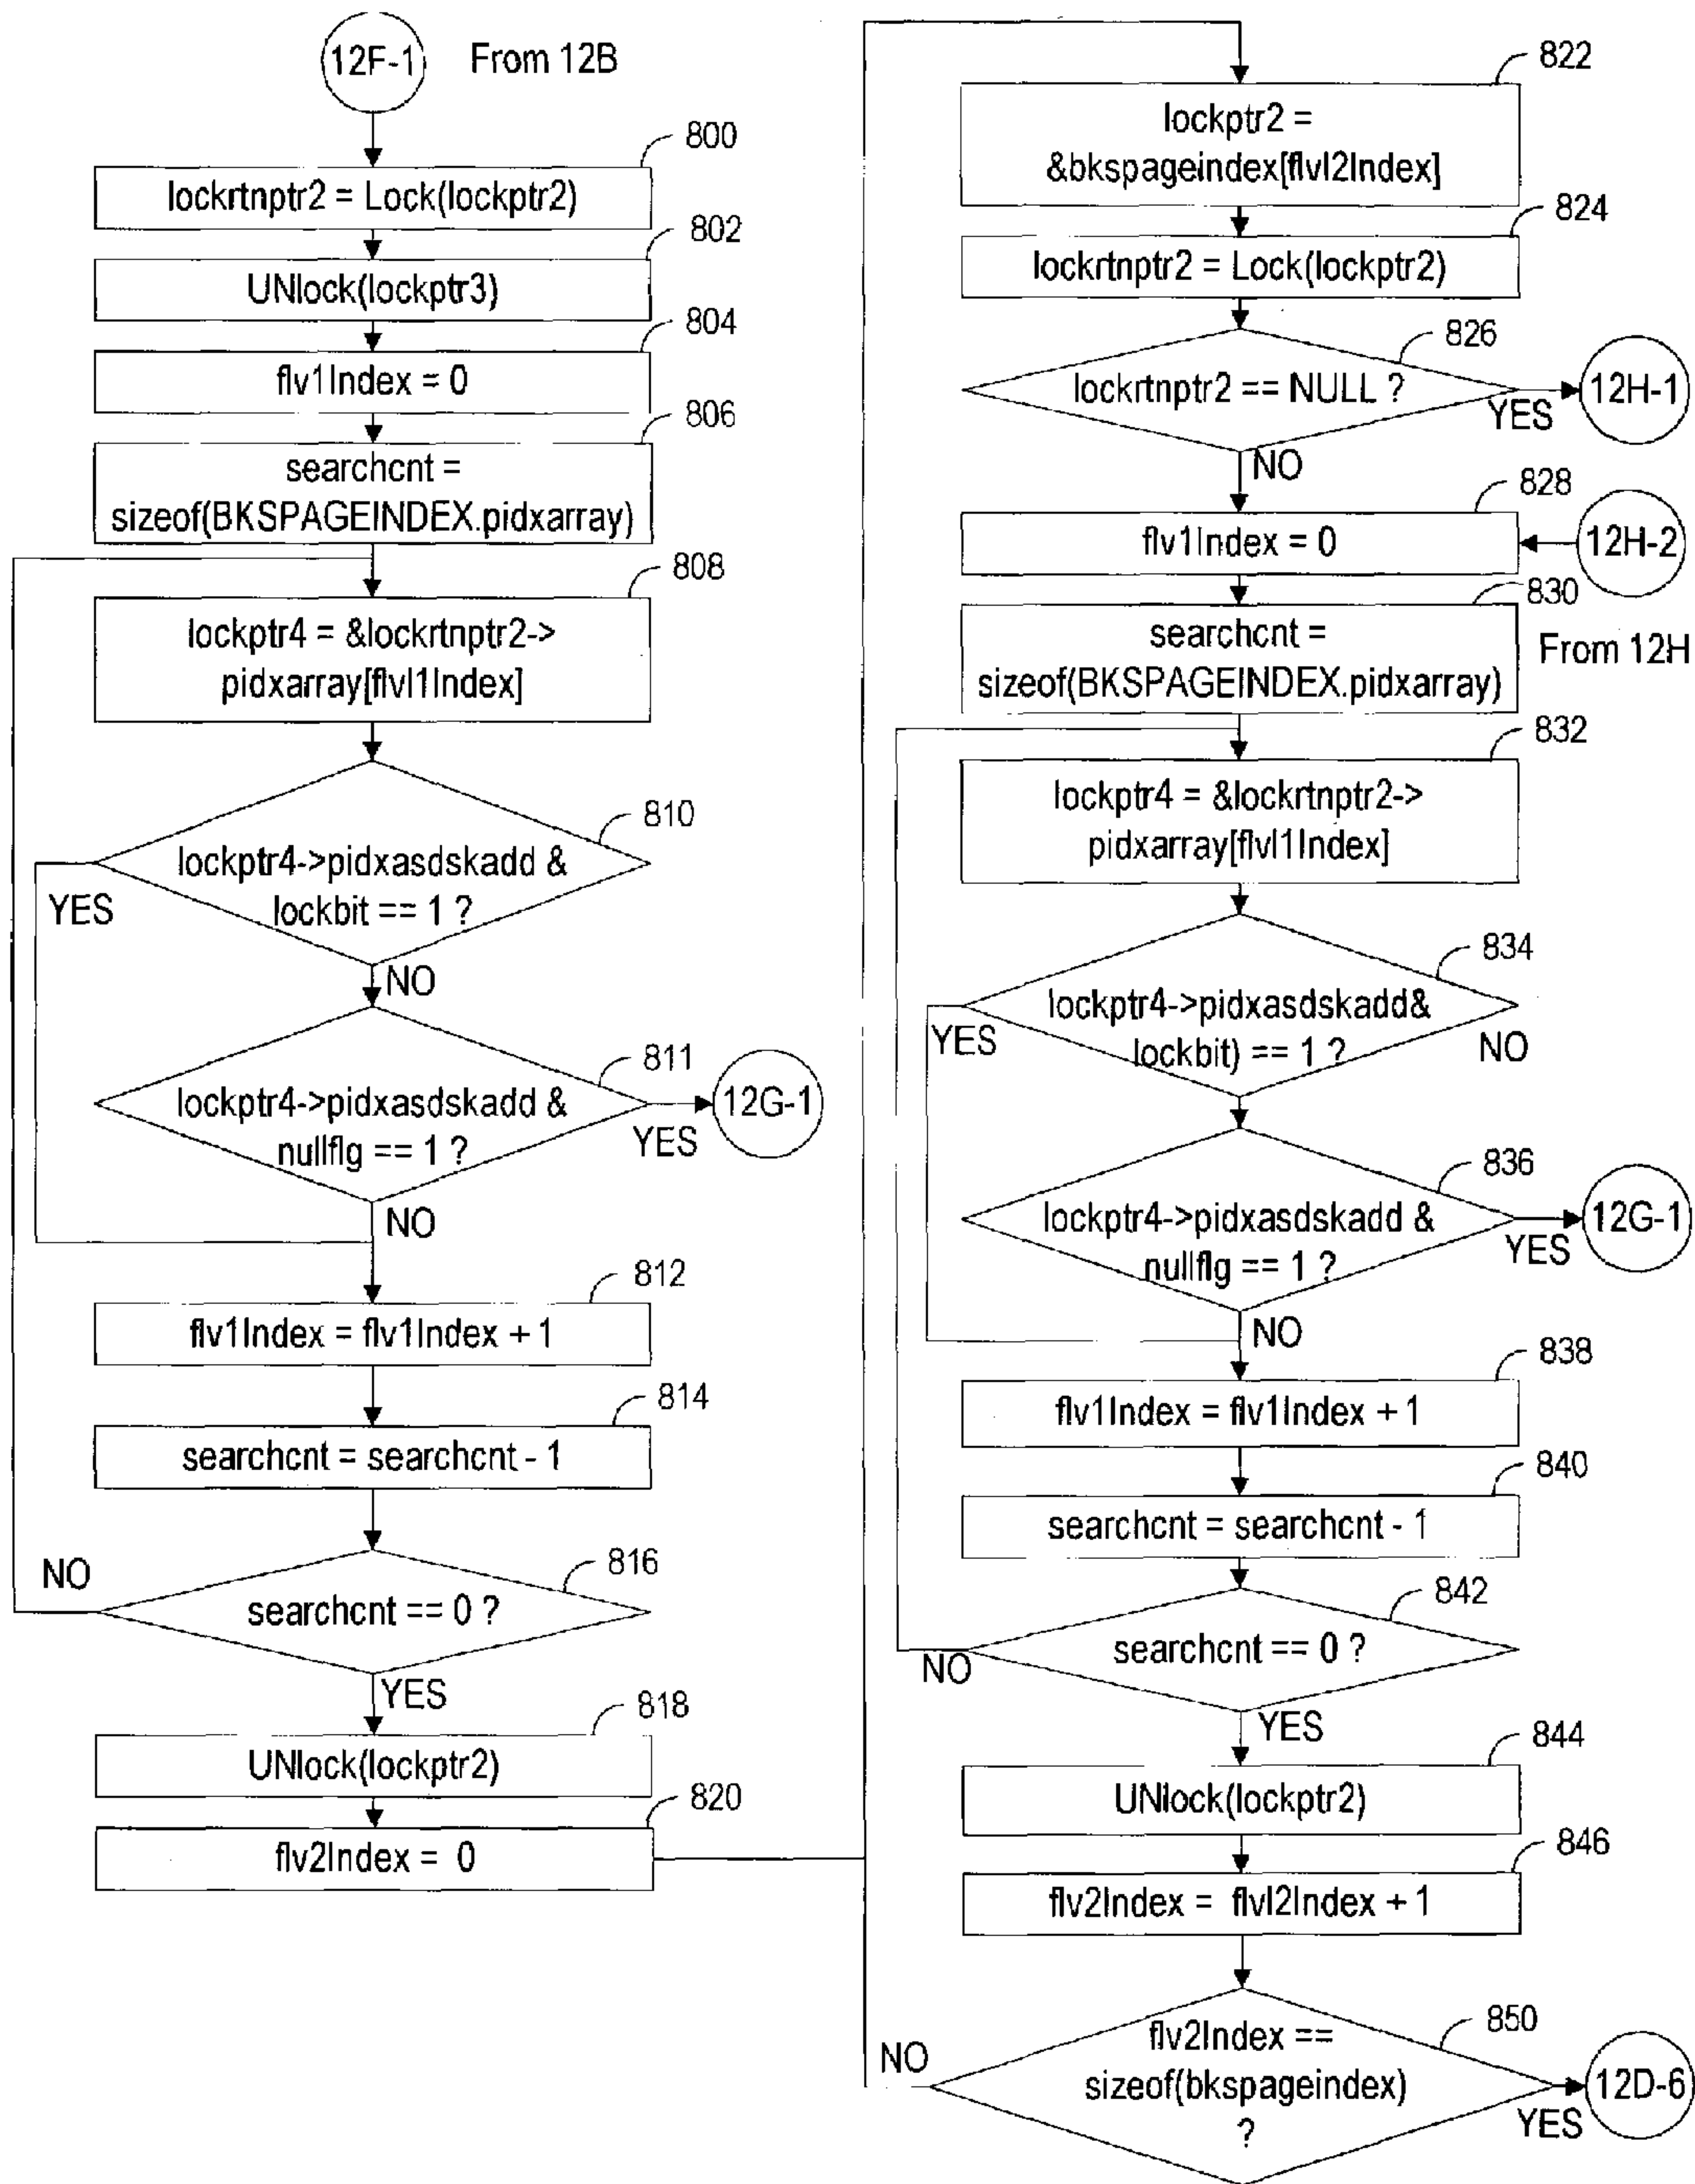 12F-1
From 12B
800
lockrtnptr2 = Lock(lockptr2)
802
UNlock(lockptr3)
804
flv1Index = 0
806
searchcnt =
sizeof(BKSPAGEINDEX.pidxarray)
808
lockptr4 = &lockrtnptr2->
pidxarray[flvl1Index]
810
lockptr4->pidxasdskadd &
lockbit == 1 ?
YES
NO
811
lockptr4->pidxasdskadd &
nullflg == 1 ?
YES
12G-1
NO
812
flv1Index = flv1Index + 1
814
searchcnt = searchcnt - 1
816
NO
searchcnt == 0 ?
YES
818
UNlock(lockptr2)
820
flv2Index = 0
822
lockptr2 =
&bkspageindex[flvl2Index]
824
lockrtnptr2 = Lock(lockptr2)
826
lockrtnptr2 == NULL ?
YES
12H-1
NO
828
flv1Index = 0
12H-2
830
From 12H
searchcnt =
sizeof(BKSPAGEINDEX.pidxarray)
832
lockptr4 = &lockrtnptr2->
pidxarray[flvl1Index]
834
lockptr4->pidxasdskadd&
lockbit) == 1 ?
YES
NO
836
lockptr4->pidxasdskadd &
nullflg == 1 ?
YES
12G-1
NO
838
flv1Index = flv1Index + 1
840
searchcnt = searchcnt - 1
842
searchcnt == 0 ?
NO
YES
844
UNlock(lockptr2)
846
flv2Index = flvl2Index + 1
850
flv2Index ==
sizeof(bkspageindex)
?
NO
YES
12D-6